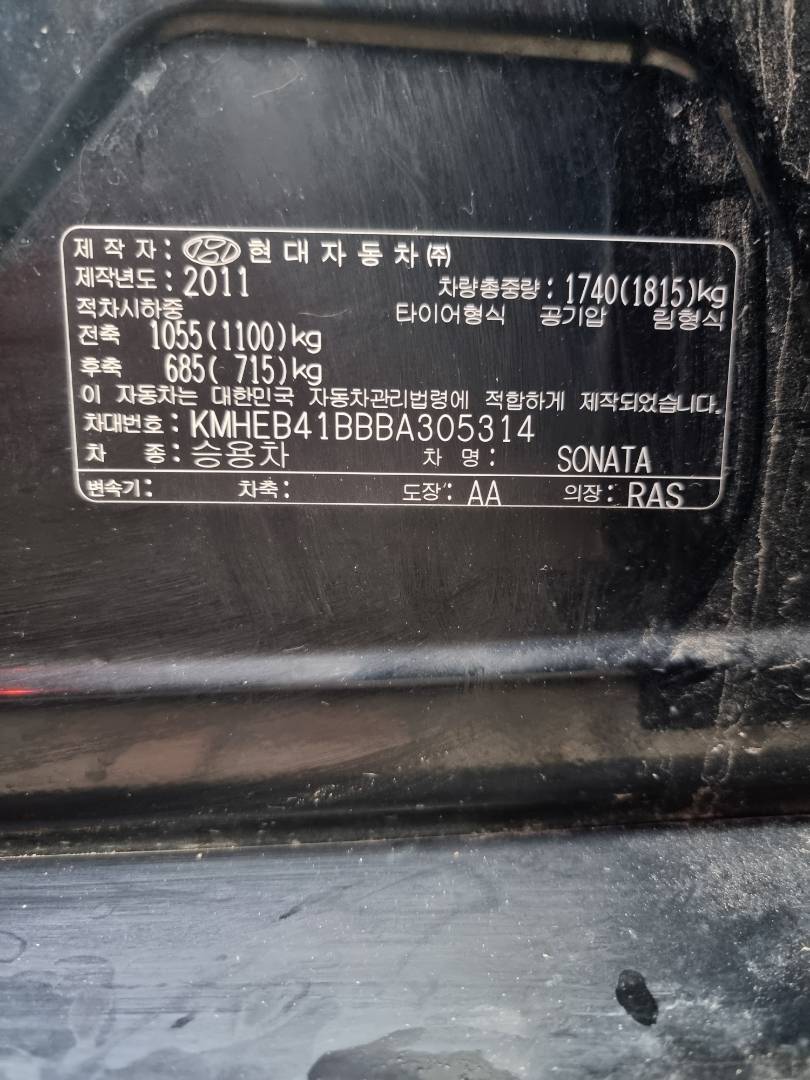 제작자: 현대자동차㈜
제작년도: 2011 차량총중량: 1740(1815)kg
적차시하중 타이어형식 공기압 림형식
전축 1055(1100)kg
후축 685( 715)kg
이 자동차는 대한민국 자동차관리법령에 적합하게 제작되었습니다.
차대번호: KMHEB41BBBA305314
차 종: 승용차 차 명: SONATA
변속기: 차축: 도장: AA 의장: RAS